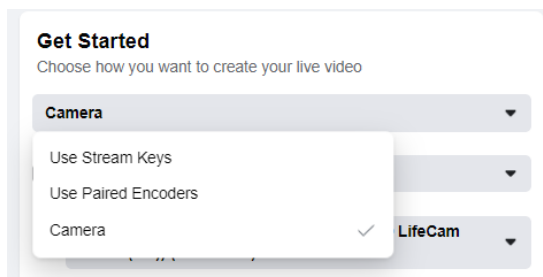 Get Started
Choose how you want to create your live video
Camera
Use Stream Keys
Use Paired Encoders
Camera
LifeCam